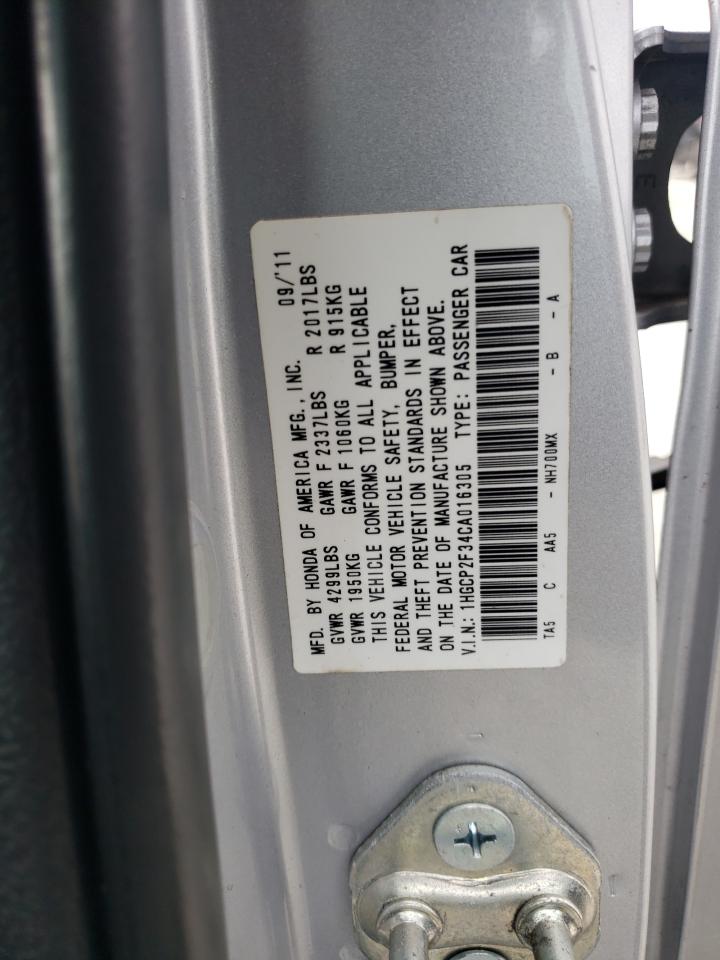 MFD. BY HONDA OF AMERICA MFG., INC. 09/'11
GVWR 4299LBS GAWR F 2337LBS R 2017LBS
GVWR 1950KG GAWR F 1060KG R 915KG
THIS VEHICLE CONFORMS TO ALL APPLICABLE
FEDERAL MOTOR VEHICLE SAFETY, BUMPER,
AND THEFT PREVENTION STANDARDS IN EFFECT
ON THE DATE OF MANUFACTURE SHOWN ABOVE.
V.I.N.: 1HGCP2F34CA016305 TYPE: PASSENGER CAR
TA5 C AA5 - NH700MX - B - A